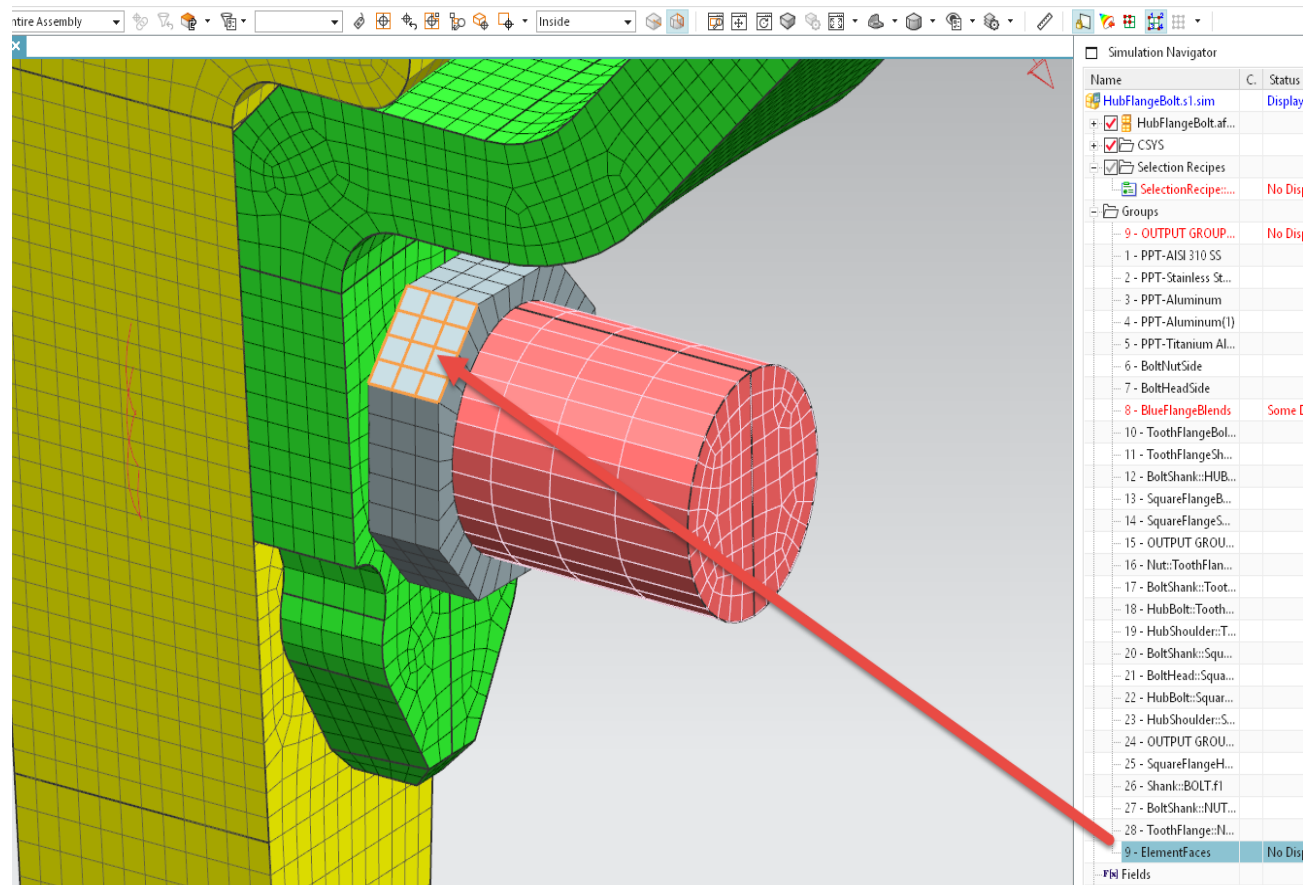 ntire Assembly
Inside
Simulation Navigator
Name C. Status
HubFlangeBolt.s1.sim Display
HubFlangeBolt.af...
CSYS
Selection Recipes
SelectionRecipe::... No Disp
Groups
9 - OUTPUT GROUP... No Disp
1 - PPT-AISI 310 SS
2 - PPT-Stainless St...
3 - PPT-Aluminum
4 - PPT-Aluminum(1)
5 - PPT-Titanium Al...
6 - BoltNutSide
7 - BoltHeadSide
8 - BlueFlangeBlends Some D
10 - ToothFlangeBol...
11 - ToothFlangeSh...
12 - BoltShank::HUB...
13 - SquareFlangeB...
14 - SquareFlangeS...
15 - OUTPUT GROU...
16 - Nut::ToothFlan...
17 - BoltShank::Toot...
18 - HubBolt::Tooth...
19 - HubShoulder::T...
20 - BoltShank::Squ...
21 - BoltHead::Squa...
22 - HubBolt::Squar...
23 - HubShoulder::S...
24 - OUTPUT GROU...
25 - SquareFlangeH...
26 - Shank::BOLT.f1
27 - BoltShank::NUT...
28 - ToothFlange::N...
9 - ElementFaces No Disp
F(x) Fields